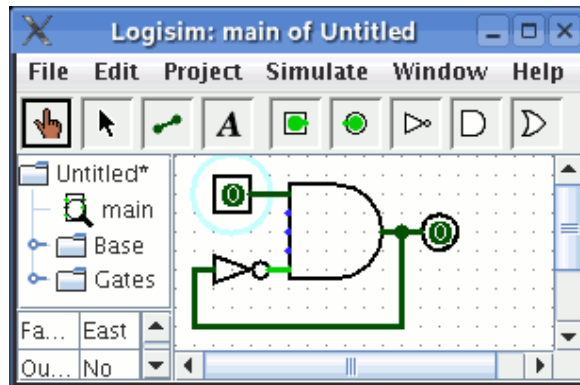 Logisim: main of Untitled
File Edit Project Simulate Window Help
A
Untitled*
main
Base
Gates
Fa... East
Ou... No
0
0